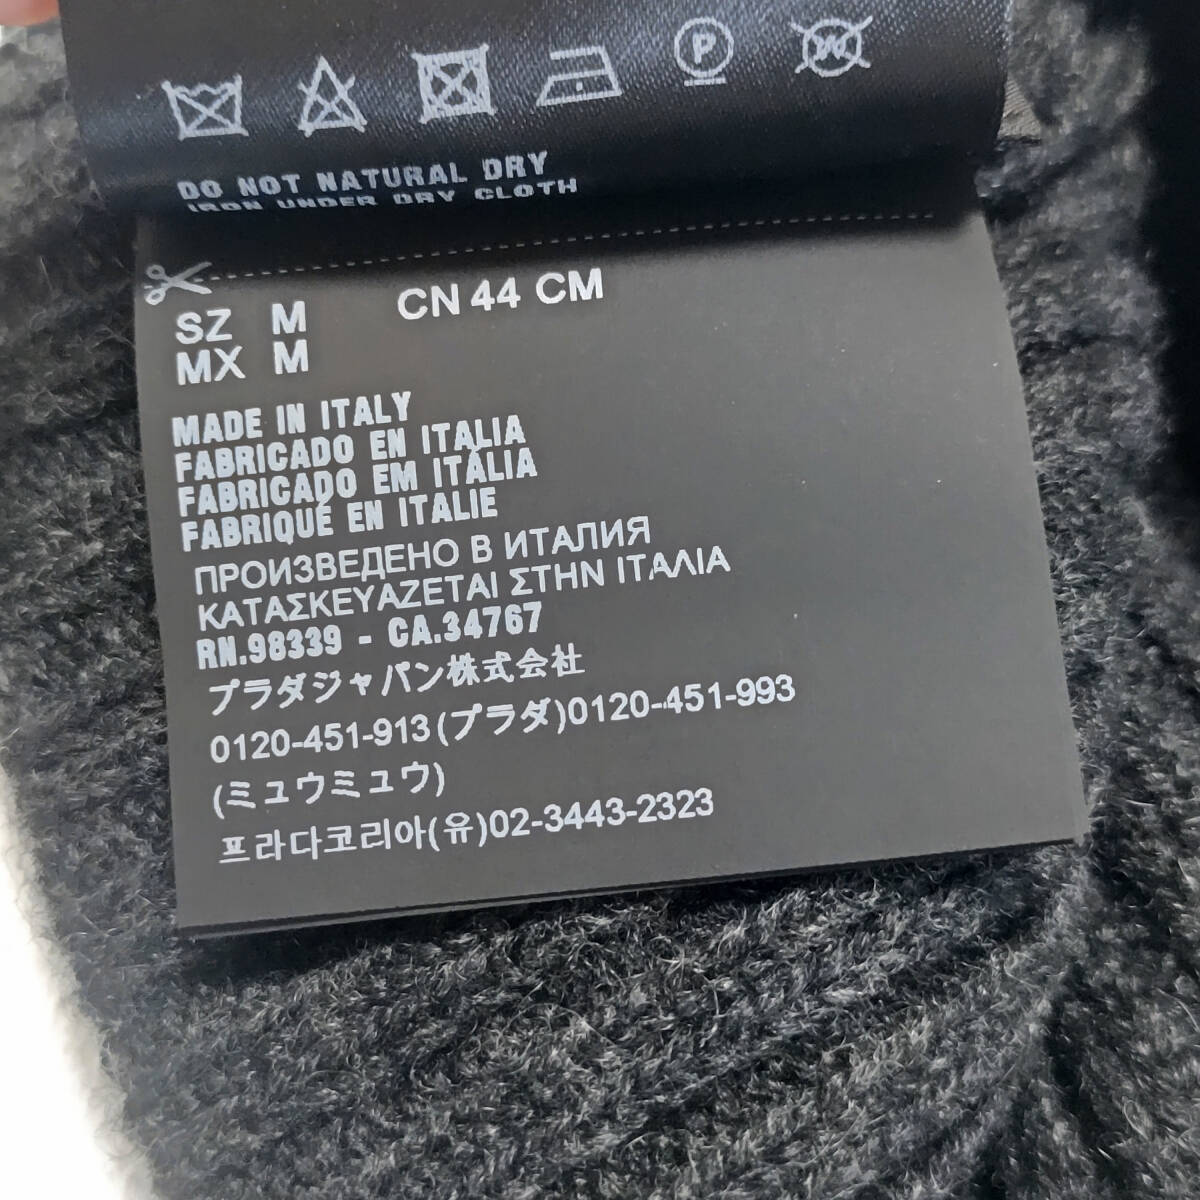 P
W
DO NOT NATURAL DRY
IRON UNDER DRY CLOTH
SZ M CN 44 CM
MX M
MADE IN ITALY
FABRICADO EN ITALIA
FABRICADO EM ITÁLIA
FABRIQUÉ EN ITALIE
ПРОИЗВЕДЕНО В ИТАЛИЯ
ΚΑΤΑΣΚΕΥΑΖΕΤΑΙ ΣΤΗΝ ΙΤΑΛΙΑ
RN.98339 - CA.34767
プラダジャパン株式会社
0120-451-913(プラダ)0120-451-993
(ミュウミュウ)
프라다코리아(유)02-3443-2323